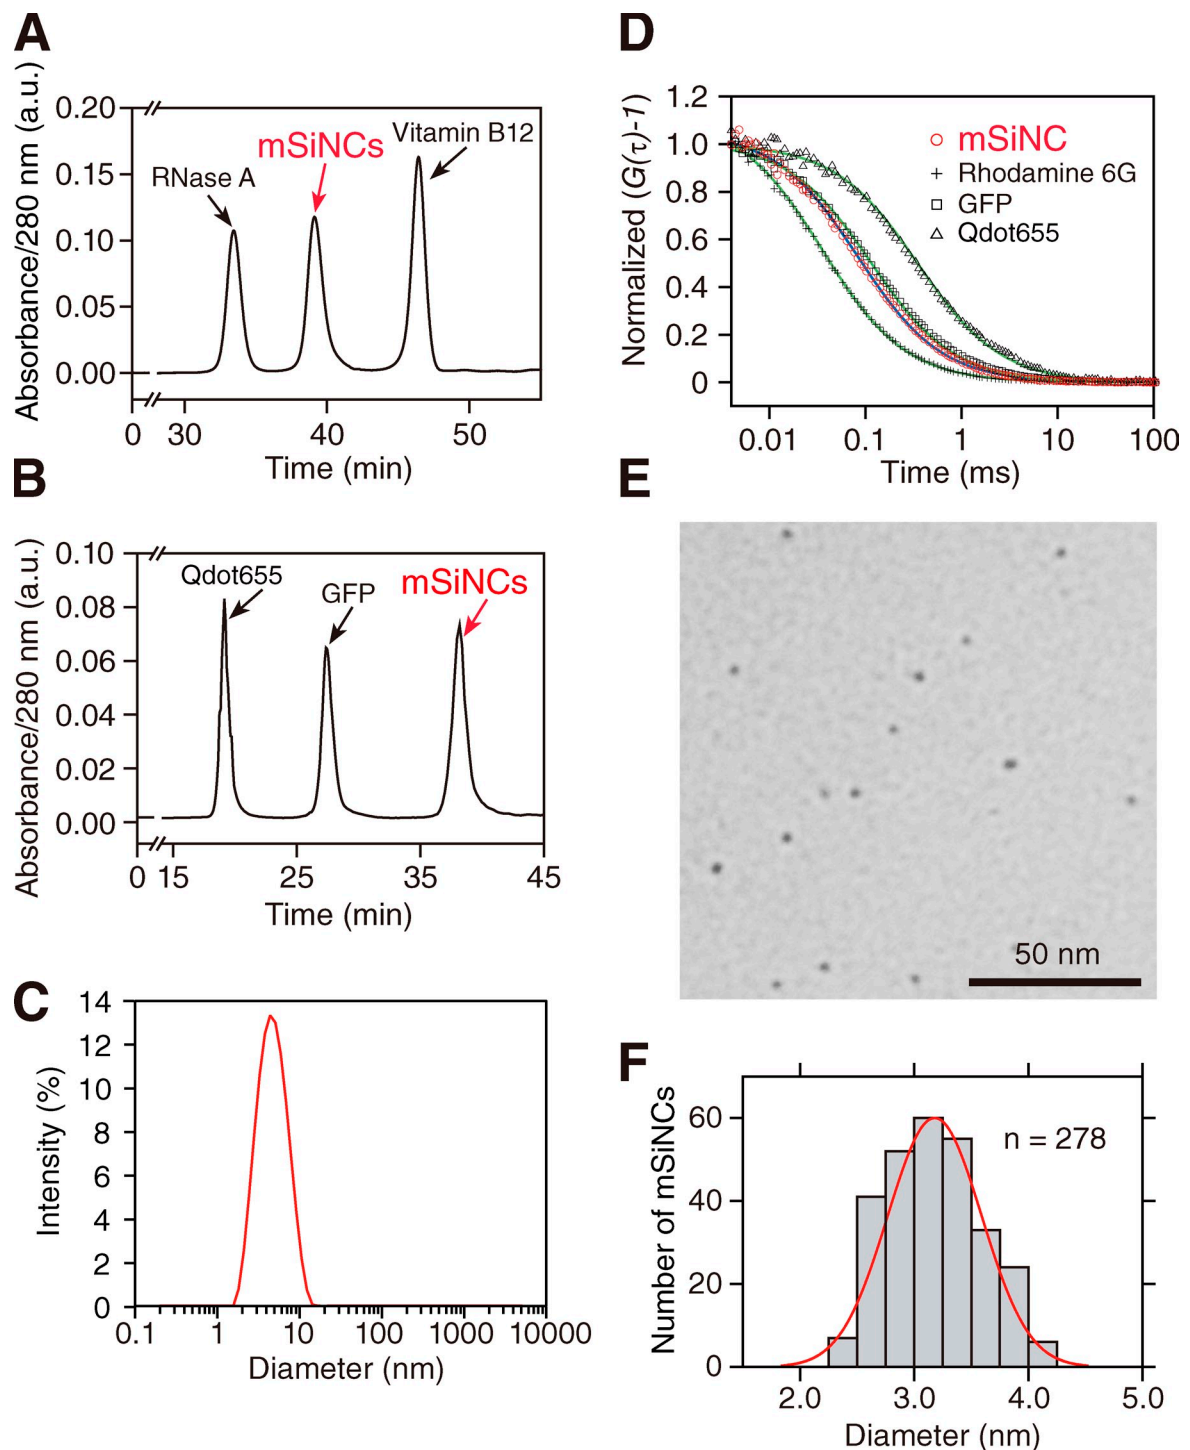 A
Absorbance/280 nm (a.u.)
0.20
0.15
0.10
0.05
0.00
RNase A
mSiNCs
Vitamin B12
0 30 40 50
Time (min)
B
Absorbance/280 nm (a.u.)
0.10
0.08
0.06
0.04
0.02
0.00
Qdot655
GFP
mSiNCs
0 15 25 35 45
Time (min)
C
Intensity (%)
14
12
10
8
6
4
2
0
0.1 1 10 100 1000 10000
Diameter (nm)
D
Normalized (G(τ)-1)
1.2
1.0
0.8
0.6
0.4
0.2
0
mSiNC
Rhodamine 6G
GFP
Qdot655
0.01 0.1 1 10 100
Time (ms)
E
50 nm
F
Number of mSiNCs
60
40
20
0
n = 278
2.0 3.0 4.0 5.0
Diameter (nm)